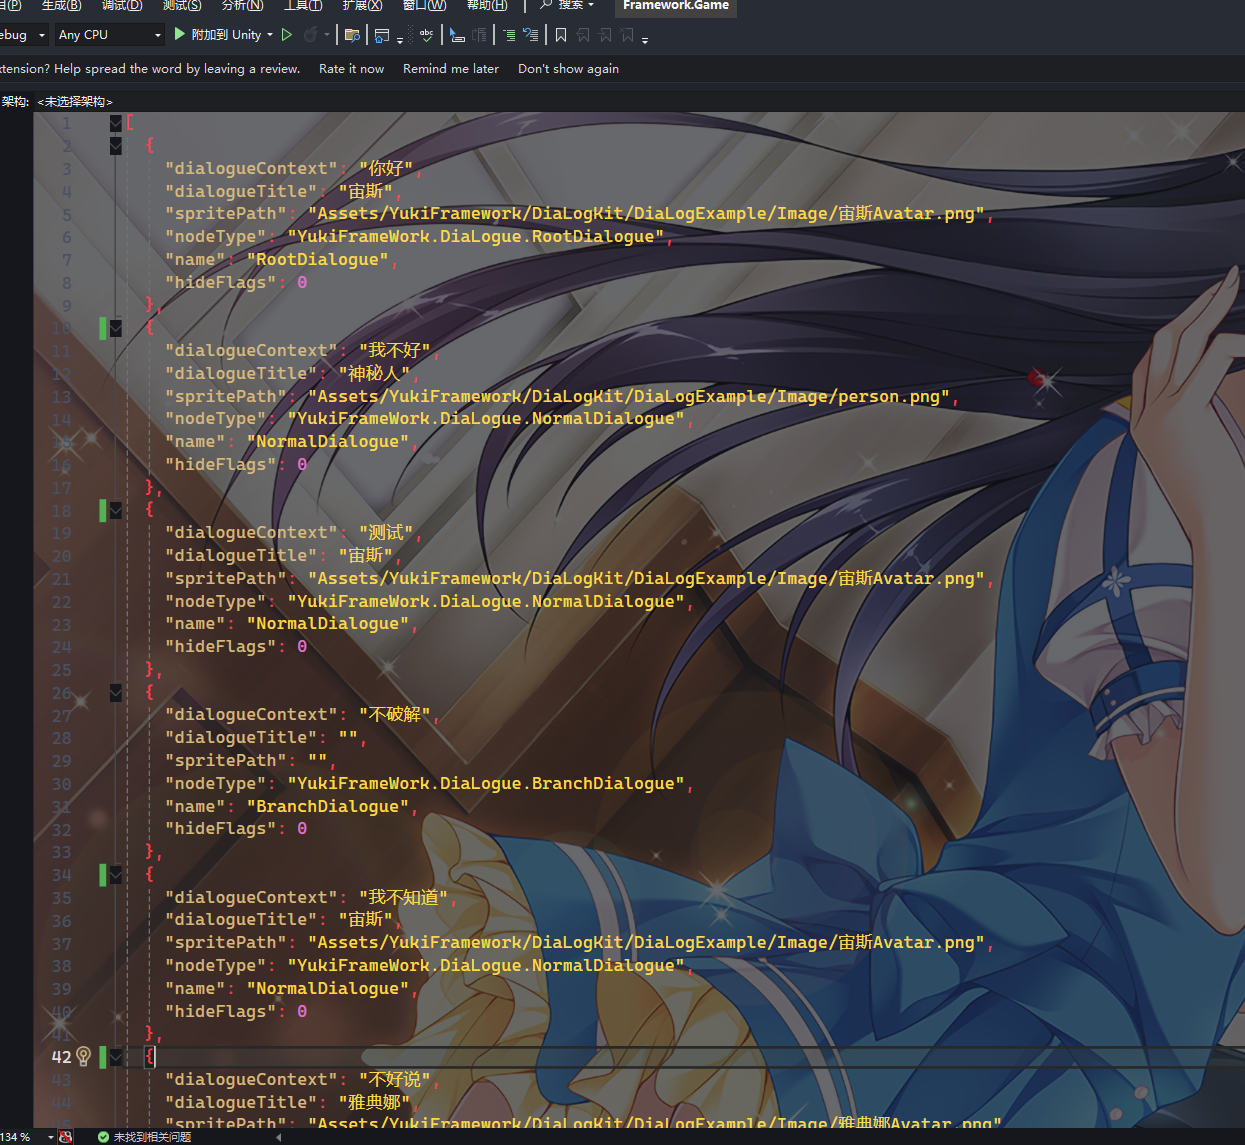 目(P) 生成(B) 调试(D) 测试(S) 分析(N) 工具(T) 扩展(X) 窗口(W) 帮助(H) 搜索 Framework.Game
ebug Any CPU 附加到 Unity abc
xtension? Help spread the word by leaving a review. Rate it now Remind me later Don't show again
架构: <未选择架构>
1 [
2 {
3 "dialogueContext": "你好",
4 "dialogueTitle": "宙斯",
5 "spritePath": "Assets/YukiFramework/DiaLogKit/DiaLogExample/Image/宙斯Avatar.png",
6 "nodeType": "YukiFrameWork.DiaLogue.RootDialogue",
7 "name": "RootDialogue",
8 "hideFlags": 0
9 },
10 {
11 "dialogueContext": "我不好",
12 "dialogueTitle": "神秘人",
13 "spritePath": "Assets/YukiFramework/DiaLogKit/DiaLogExample/Image/person.png",
14 "nodeType": "YukiFrameWork.DiaLogue.NormalDialogue",
15 "name": "NormalDialogue",
16 "hideFlags": 0
17 },
18 {
19 "dialogueContext": "测试",
20 "dialogueTitle": "宙斯",
21 "spritePath": "Assets/YukiFramework/DiaLogKit/DiaLogExample/Image/宙斯Avatar.png",
22 "nodeType": "YukiFrameWork.DiaLogue.NormalDialogue",
23 "name": "NormalDialogue",
24 "hideFlags": 0
25 },
26 {
27 "dialogueContext": "不破解",
28 "dialogueTitle": "",
29 "spritePath": "",
30 "nodeType": "YukiFrameWork.DiaLogue.BranchDialogue",
31 "name": "BranchDialogue",
32 "hideFlags": 0
33 },
34 {
35 "dialogueContext": "我不知道",
36 "dialogueTitle": "宙斯",
37 "spritePath": "Assets/YukiFramework/DiaLogKit/DiaLogExample/Image/宙斯Avatar.png",
38 "nodeType": "YukiFrameWork.DiaLogue.NormalDialogue",
39 "name": "NormalDialogue",
40 "hideFlags": 0
41 },
42 {
43 "dialogueContext": "不好说",
44 "dialogueTitle": "雅典娜",
"spritePath": "Assets/YukiFramework/DiaLogKit/DiaLogExample/Image/雅典娜Avatar.png"
134 % 未找到相关问题